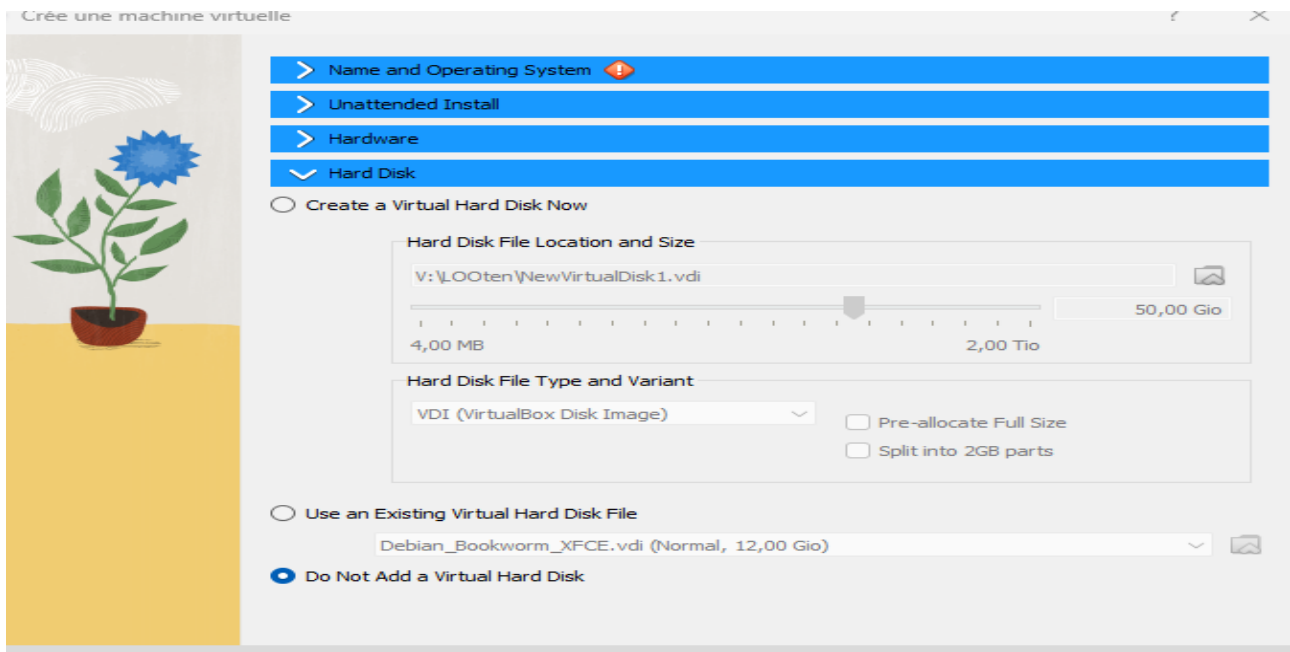 Crée une machine virtuelle ?
Name and Operating System
Unattended Install
Hardware
Hard Disk
Create a Virtual Hard Disk Now
Hard Disk File Location and Size
V:\LOOten\NewVirtualDisk1.vdi
50,00 Gio
4,00 MB 2,00 Tio
Hard Disk File Type and Variant
VDI (VirtualBox Disk Image)
Pre-allocate Full Size
Split into 2GB parts
Use an Existing Virtual Hard Disk File
Debian_Bookworm_XFCE.vdi (Normal, 12,00 Gio)
Do Not Add a Virtual Hard Disk